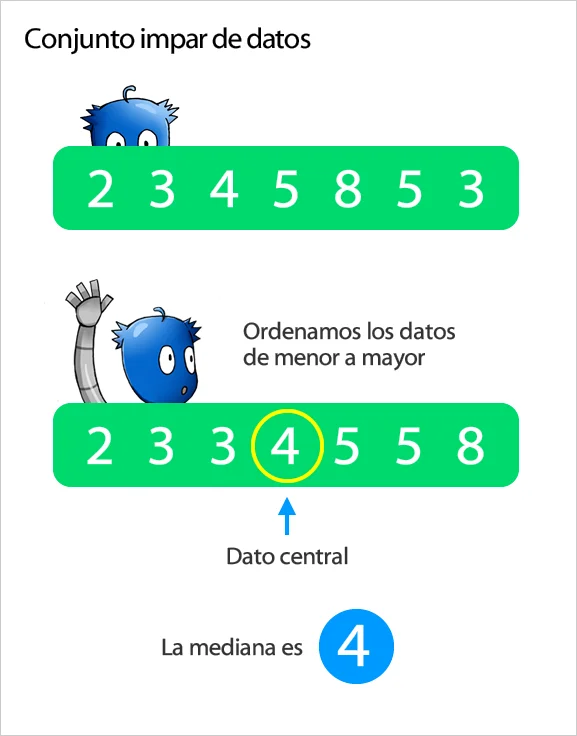 Conjunto impar de datos
2 3 4 5 8 5 3
Ordenamos los datos
de menor a mayor
2 3 3 4 5 5 8
Dato central
La mediana es 4